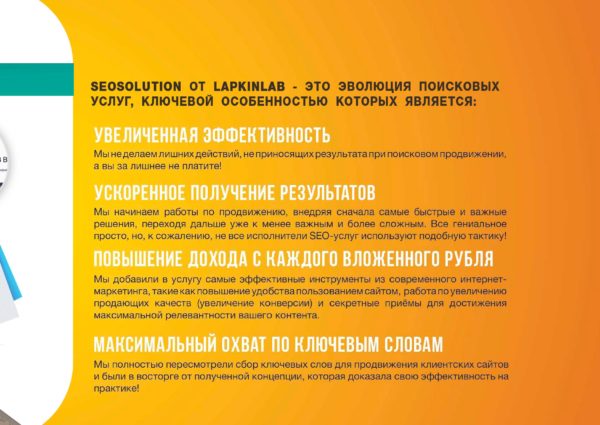 SEOSOLUTION ОТ LAPKINLAB - ЭТО ЭВОЛЮЦИЯ ПОИСКОВЫХ
УСЛУГ, КЛЮЧЕВОЙ ОСОБЕННОСТЬЮ КОТОРЫХ ЯВЛЯЕТСЯ:
УВЕЛИЧЕННАЯ ЭФФЕКТИВНОСТЬ
Мы не делаем лишних действий, не приносящих результата при поисковом продвижении,
а вы за лишнее не платите!
УСКОРЕННОЕ ПОЛУЧЕНИЕ РЕЗУЛЬТАТОВ
Мы начинаем работы по продвижению, внедряя сначала самые быстрые и важные
решения, переходя дальше уже к менее важным и более сложным. Все гениальное
просто, но, к сожалению, не все исполнители SEO-услуг используют подобную тактику!
ПОВЫШЕНИЕ ДОХОДА С КАЖДОГО ВЛОЖЕННОГО РУБЛЯ
Мы добавили в услугу самые эффективные инструменты из современного интернет-
маркетинга, такие как повышение удобства пользованием сайтом, работа по увеличению
продающих качеств (увеличение конверсии) и секретные приёмы для достижения
максимальной релевантности вашего контента.
МАКСИМАЛЬНЫЙ ОХВАТ ПО КЛЮЧЕВЫМ СЛОВАМ
Мы полностью пересмотрели сбор ключевых слов для продвижения клиентских сайтов
и были в восторге от полученной концепции, которая доказала свою эффективность на
практике!